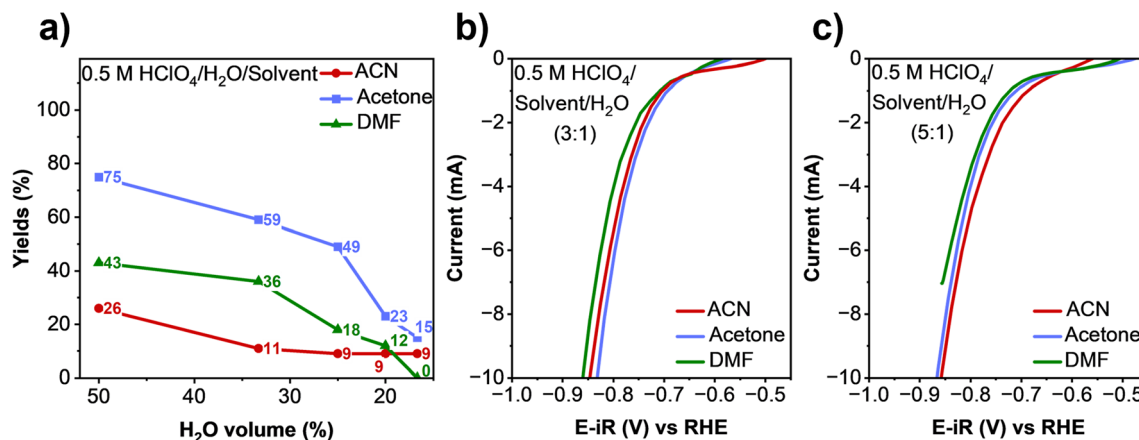 a)
0.5 M HClO₄/H₂O/Solvent
ACN
Acetone
DMF
100
80
60
40
20
0
75
59
49
23
15
43
36
18
12
0
26
11
9
9
9
50
40
30
20
Yields (%)
H₂O volume (%)
b)
0.5 M HClO₄/
Solvent/H₂O
(3:1)
ACN
Acetone
DMF
0
−2
−4
−6
−8
−10
−1.0
−0.9
−0.8
−0.7
−0.6
−0.5
Current (mA)
E-iR (V) vs RHE
c)
0.5 M HClO₄/
Solvent/H₂O
(5:1)
ACN
Acetone
DMF
0
−2
−4
−6
−8
−10
−1.0
−0.9
−0.8
−0.7
−0.6
−0.5
Current (mA)
E-iR (V) vs RHE